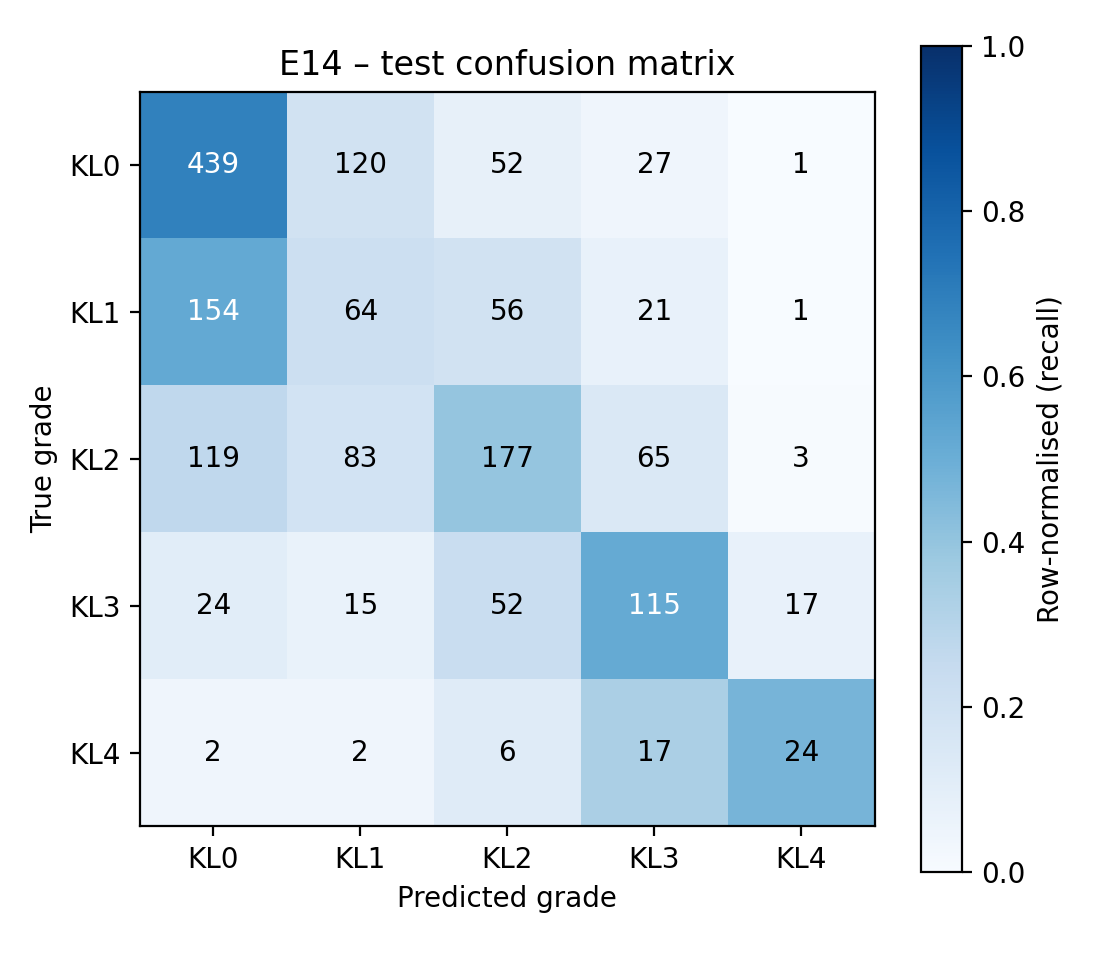 E14 – test confusion matrix
KL0 439 120 52 27 1
KL1 154 64 56 21 1
KL2 119 83 177 65 3
KL3 24 15 52 115 17
KL4 2 2 6 17 24
KL0 KL1 KL2 KL3 KL4
Predicted grade
True grade
1.0
0.8
0.6
0.4
0.2
0.0
Row-normalised (recall)